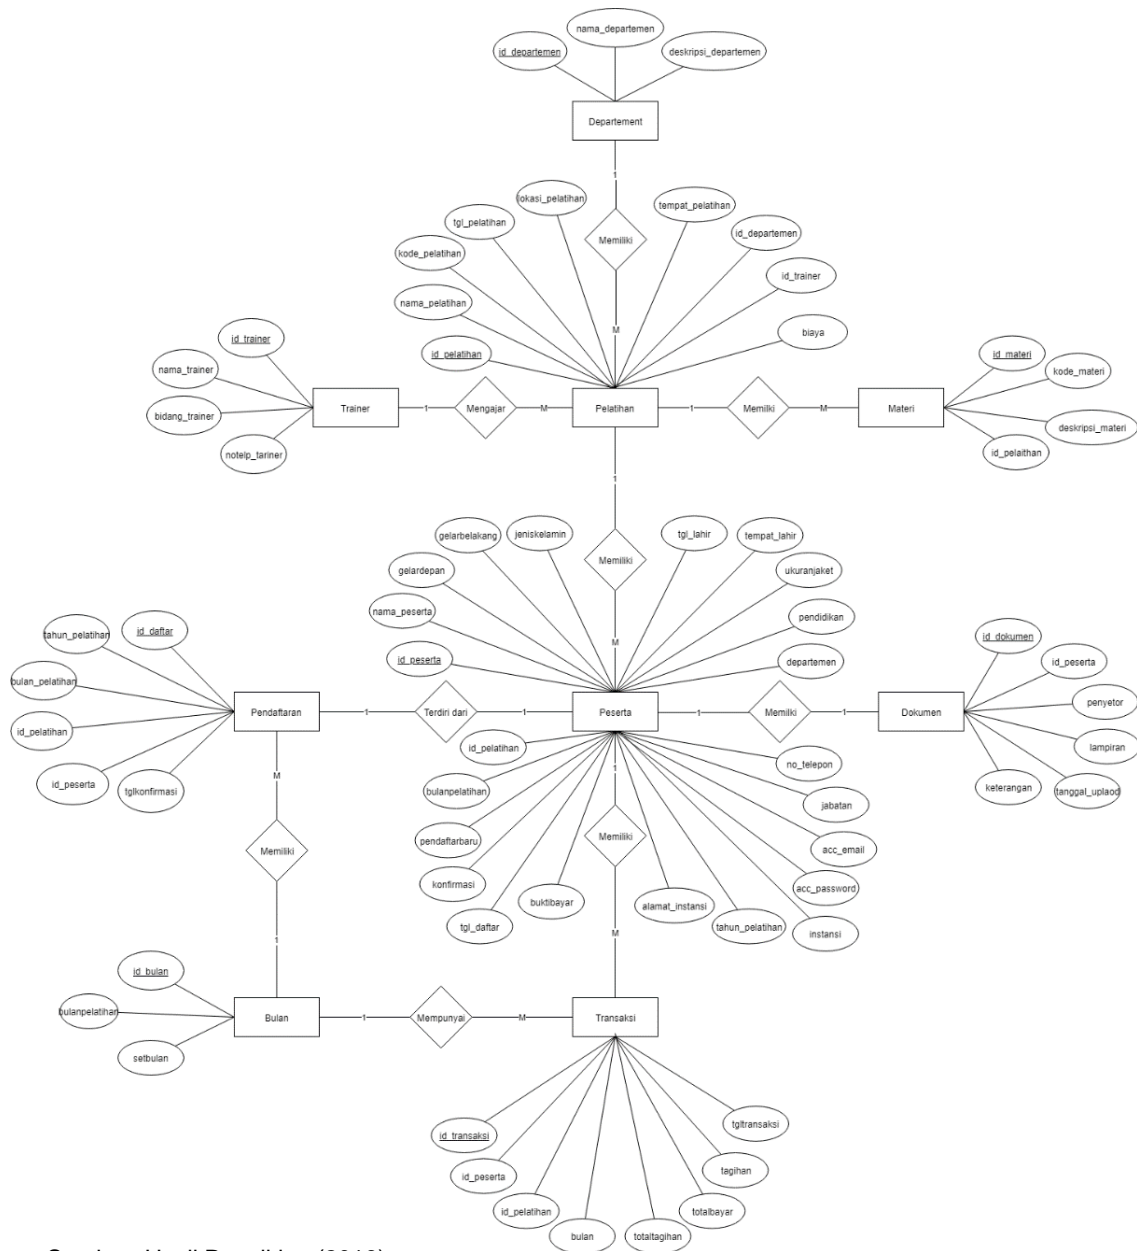 nama_departemen
id_departemen
deskripsi_departemen
Departement
1
lokasi_pelatihan
tempat_pelatihan
tgl_pelatihan
id_departemen
Memiliki
kode_pelatihan
id_trainer
nama_pelatihan
M
biaya
id_trainer
id_pelatihan
id_materi
nama_trainer
kode_materi
Trainer
1
Mengajar
M
Pelatihan
1
Memilki
M
Materi
bidang_trainer
deskripsi_materi
notelp_tariner
id_pelaithan
1
gelarbelakang
jeniskelamin
tgl_lahir
tempat_lahir
Memiliki
gelardepan
ukuranjaket
nama_peserta
pendidikan
tahun_pelatihan
id_daftar
M
id_dokumen
id_peserta
departemen
id_peserta
bulan_pelatihan
penyetor
Pendaftaran
1
Terdiri dari
1
Peserta
1
Memilki
1
Dokumen
id_pelatihan
id_pelatihan
lampiran
no_telepon
M
1
id_peserta
tglkonfirmasi
bulanpelatihan
keterangan
tanggal_uplaod
jabatan
pendaftarbaru
Memiliki
acc_email
Memiliki
konfirmasi
buktibayar
alamat_instansi
acc_password
tgl_daftar
tahun_pelatihan
instansi
1
M
id_bulan
bulanpelatihan
Bulan
1
Mempunyai
M
Transaksi
setbulan
id_transaksi
tgltransaksi
id_peserta
tagihan
id_pelatihan
totalbayar
bulan
totaltagihan